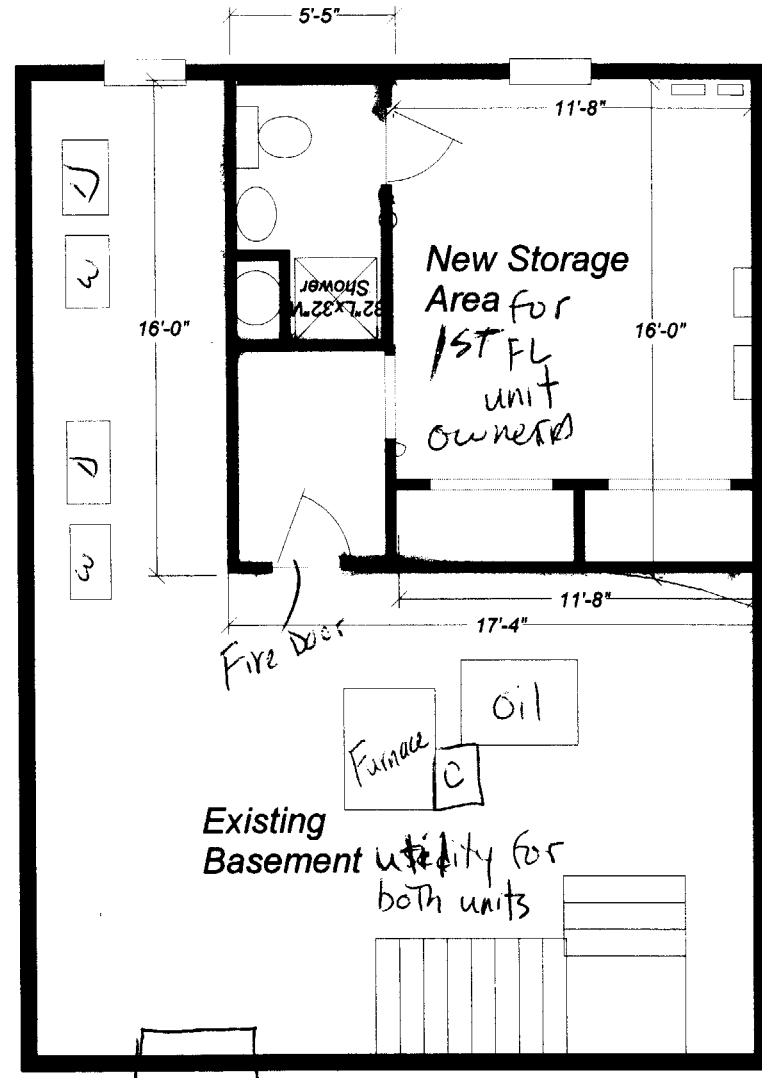 5'-5"
11'-8"
D
W
New Storage
Area for
1ST FL
unit
owners
Shower
32"Lx32"W
16'-0"
16'-0"
D
W
11'-8"
17'-4"
Fire Door
Oil
Furnace
C
Existing
Basement utility for
both units